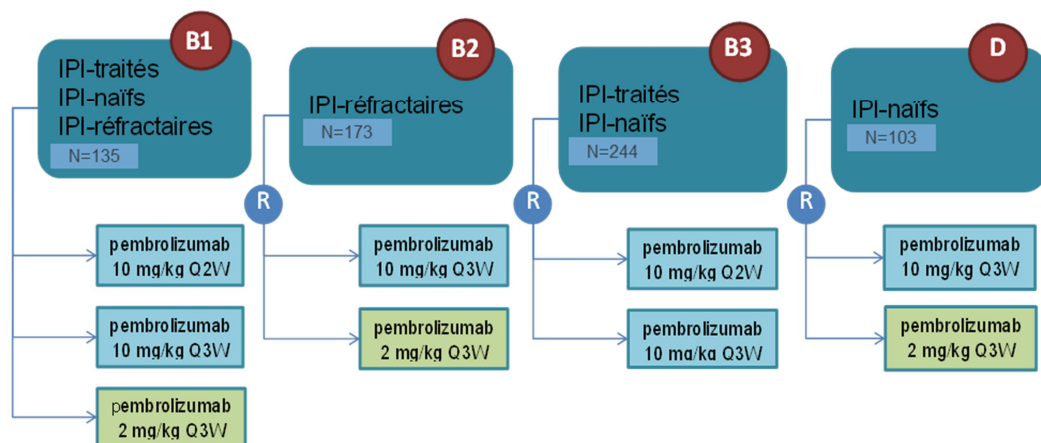 B1
IPI-traités
IPI-naïfs
IPI-réfractaires
N=135
pembrolizumab
10 mg/kg Q2W
pembrolizumab
10 mg/kg Q3W
pembrolizumab
2 mg/kg Q3W
B2
IPI-réfractaires
N=173
R
pembrolizumab
10 mg/kg Q3W
pembrolizumab
2 mg/kg Q3W
B3
IPI-traités
IPI-naïfs
N=244
R
pembrolizumab
10 mg/kg Q2W
pembrolizumab
10 mg/kg Q3W
D
IPI-naïfs
N=103
R
pembrolizumab
10 mg/kg Q3W
pembrolizumab
2 mg/kg Q3W